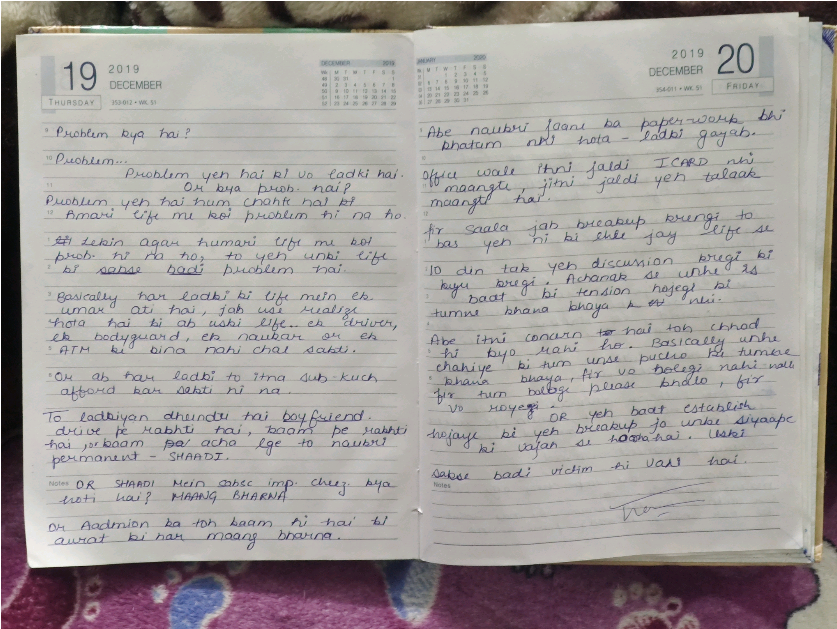 19
2019
DECEMBER
THURSDAY
353-012 • WK. 51
DECEMBER 2019
Problem kya hai?
Problem...
Problem yeh hai ki vo ladki hai.
Or kya prob. hai?
Problem yeh hai hum chahte hai ki
Amari life me koi problem hi na ho.
Lekin agar humari life me koi
prob. hi na ho, to yeh unki life
ki sabse badi problem hai.
Basically har ladki ki life mein ek
umar ati hai, jab use realize
hota hai ki ab uski life.. ek driver,
ek bodyguard, ek naukar or ek
ATM ki bina nahi chal sakti.
Or ab har ladki to itna sub-kuch
afford kar sakti ni na
To ladkiyan dhundti hai boyfriend.
drive pe rakhti hai, kaam pe rakhti
hai, or kaam acha lge to naukri
permanent - SHAADI.
Notes OR SHAADI mein sabse imp. cheez kya
hoti hai? MAANG BHARNA
Or Aadmion ka toh kaam hi hai ki
aurat ki har maang bharna.
JANUARY 2020
2019
DECEMBER
20
354-011 • WK. 51
FRIDAY
Abe naukri jaane ka paper-work bhi
khatum nhi hota - ladki gayab.
Office wale itni jaldi ICARD nhi
maangte, jitni jaldi yeh talaak
maangti hai.
fir Saala jab breakup krengi to
bas yeh ni ki chle jay life se
10 din tak yeh discussion kregi ki
kyu kregi. Achanak se unhe is
baat ki tension hojegi ki
tumne khana khaya k nhi.
Abe itni concern hai toh chhod
hi kyo rahi ho. Basically unhe
chahiye ki tum unse pucho ki tumne
khana khaya, fir vo bolegi nahi
fir tum bologe please khalo, fir
vo royegi.
OR yeh baat establish
hojaye ki yeh breakup jo unke siyaape
ki vajah se hai. Uski
sabse badi victim hi vahi hai.
Notes